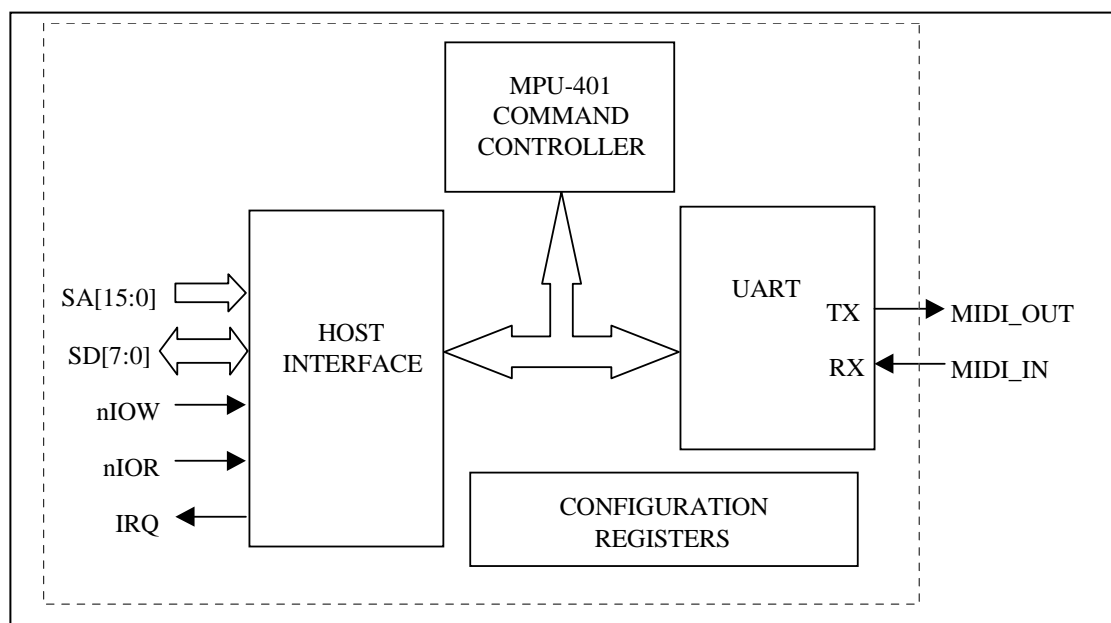 MPU-401
COMMAND
CONTROLLER
SA[15:0]
SD[7:0]
nIOW
nIOR
IRQ
HOST
INTERFACE
UART
TX
RX
MIDI_OUT
MIDI_IN
CONFIGURATION
REGISTERS